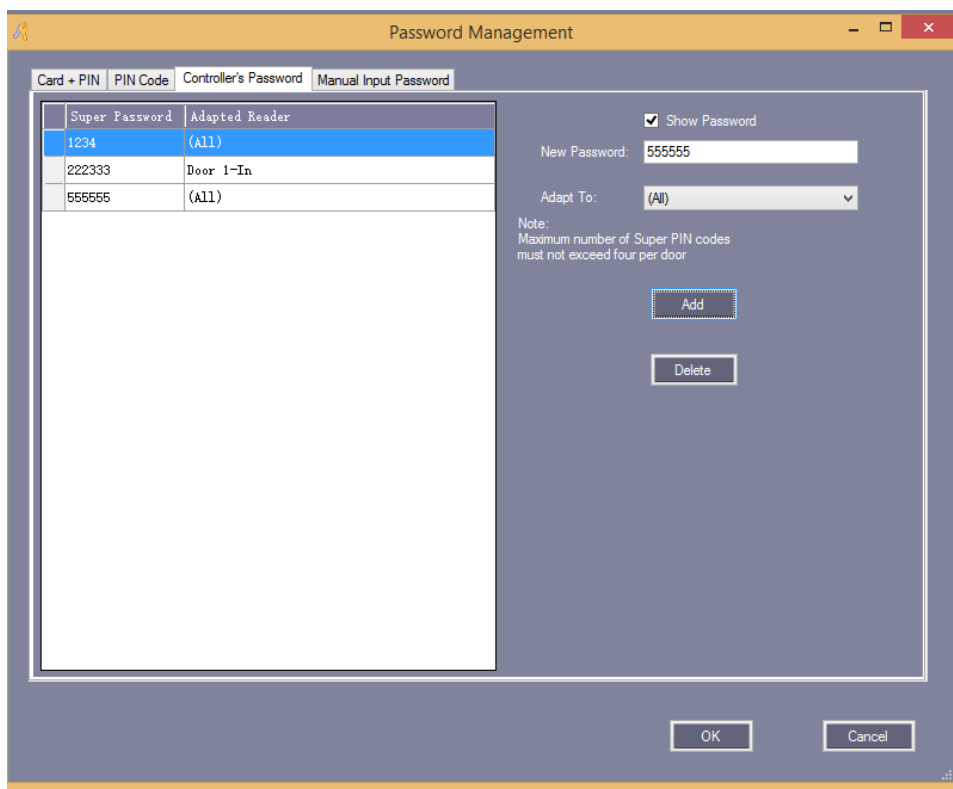 Password Management
Card + PIN PIN Code Controller's Password Manual Input Password
Super Password Adapted Reader
1234 (All)
222333 Door 1-In
555555 (All)
Show Password
New Password: 555555
Adapt To: (All)
Note:
Maximum number of Super PIN codes
must not exceed four per door
Add
Delete
OK Cancel